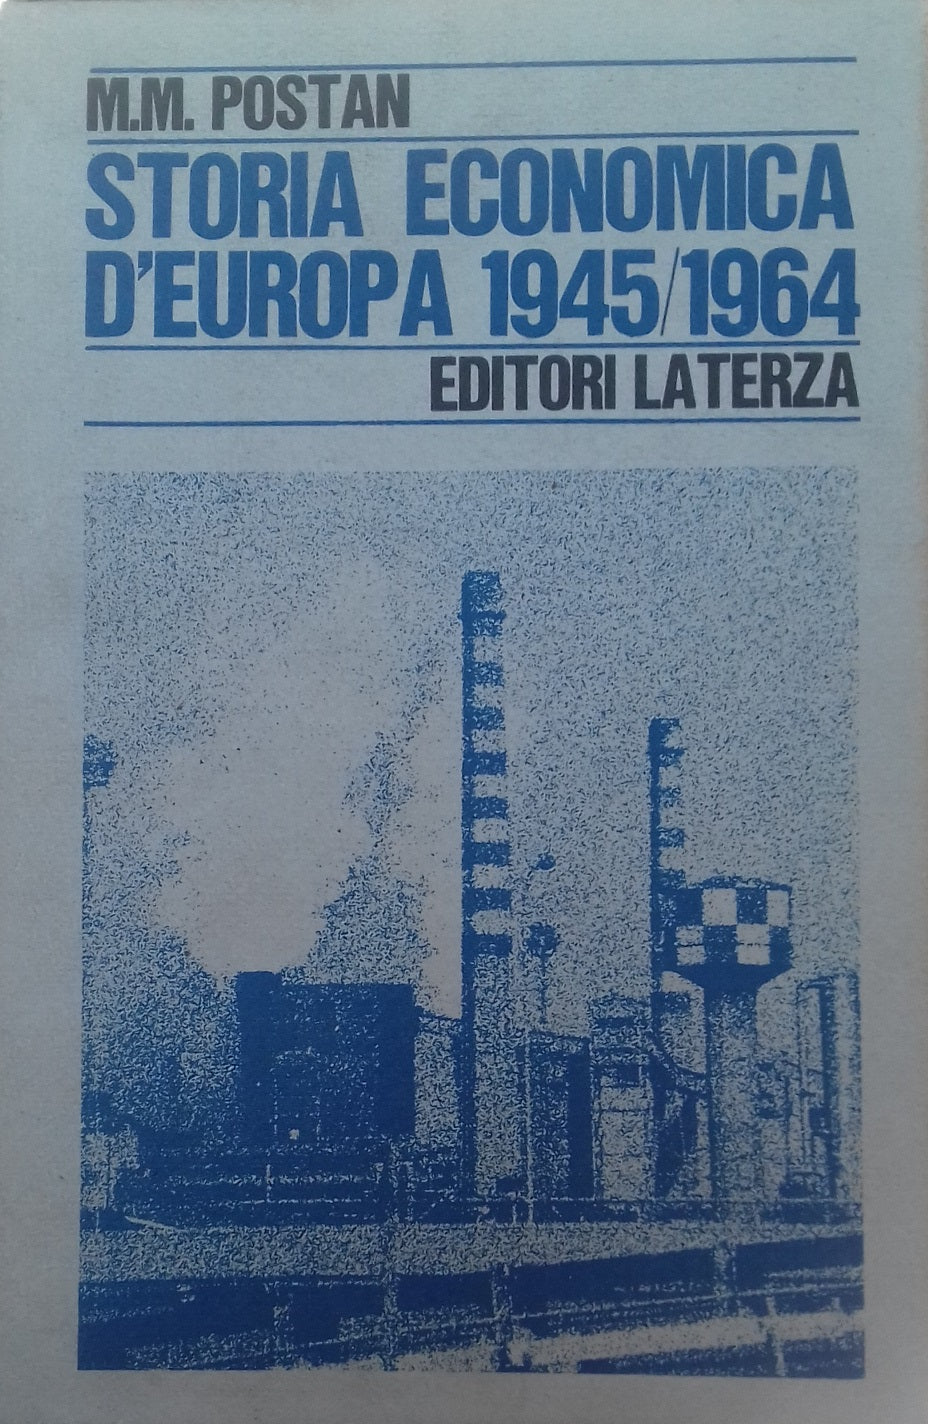 M.M. POSTAN
STORIA ECONOMICA
D'EUROPA 1945/1964
EDITORI LATERZA